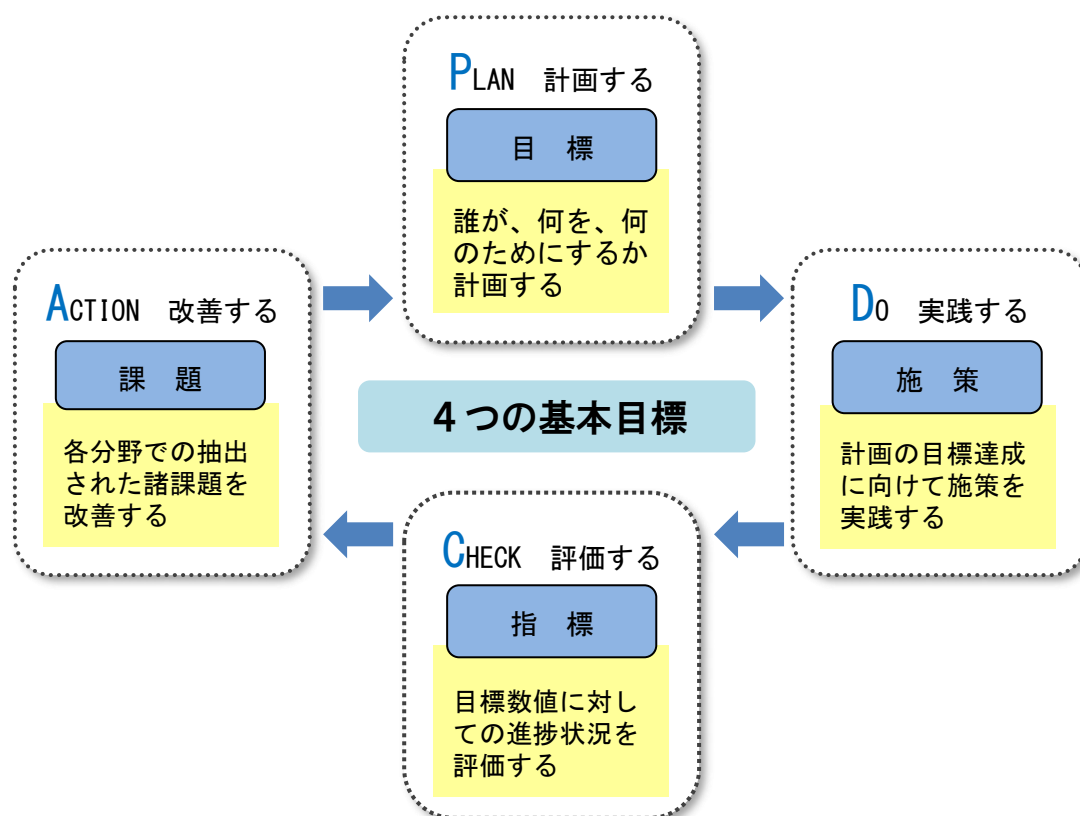 PLAN　計画する
目　標
誰が、何を、何
のためにするか
計画する
ACTION　改善する
課　題
各分野での抽出
された諸課題を
改善する
DO　実践する
施　策
計画の目標達成
に向けて施策を
実践する
４つの基本目標
CHECK　評価する
指　標
目標数値に対し
ての進捗状況を
評価する